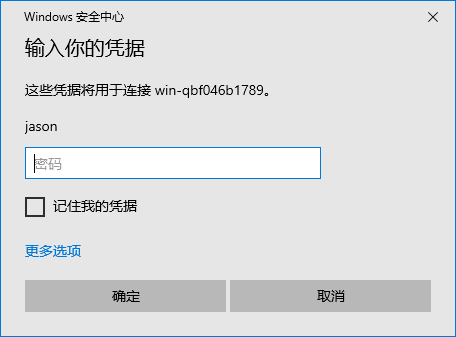 Windows 安全中心
输入你的凭据
这些凭据将用于连接 win-qbf046b1789。
jason
密码
记住我的凭据
更多选项
确定
取消